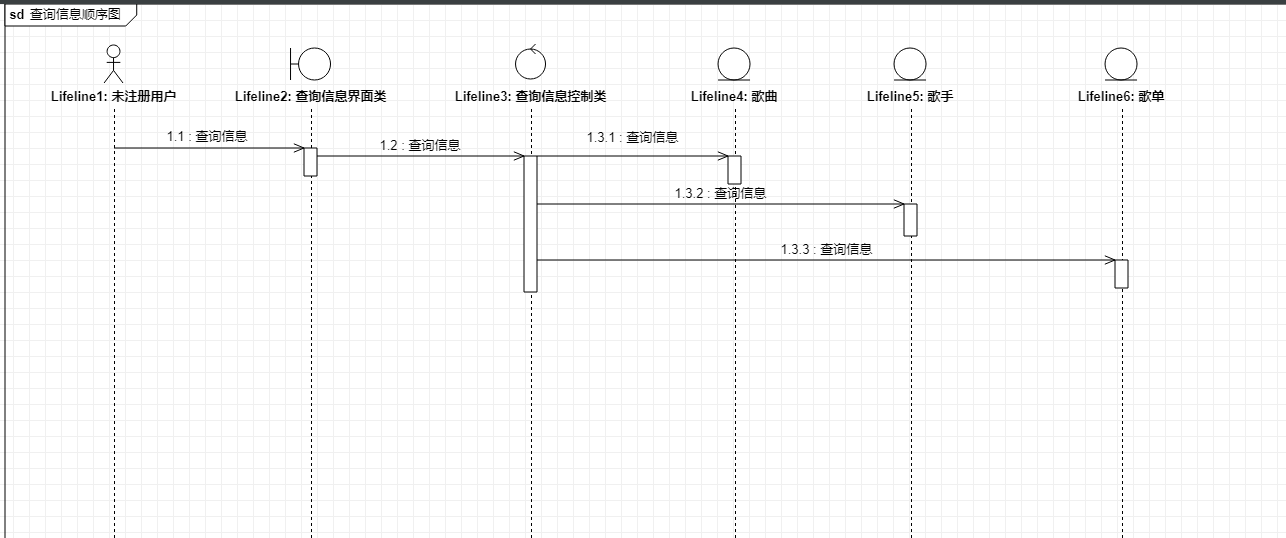 sd 查询信息顺序图
Lifeline1: 未注册用户
Lifeline2: 查询信息界面类
Lifeline3: 查询信息控制类
Lifeline4: 歌曲
Lifeline5: 歌手
Lifeline6: 歌单
1.1 : 查询信息
1.2 : 查询信息
1.3.1 : 查询信息
1.3.2 : 查询信息
1.3.3 : 查询信息